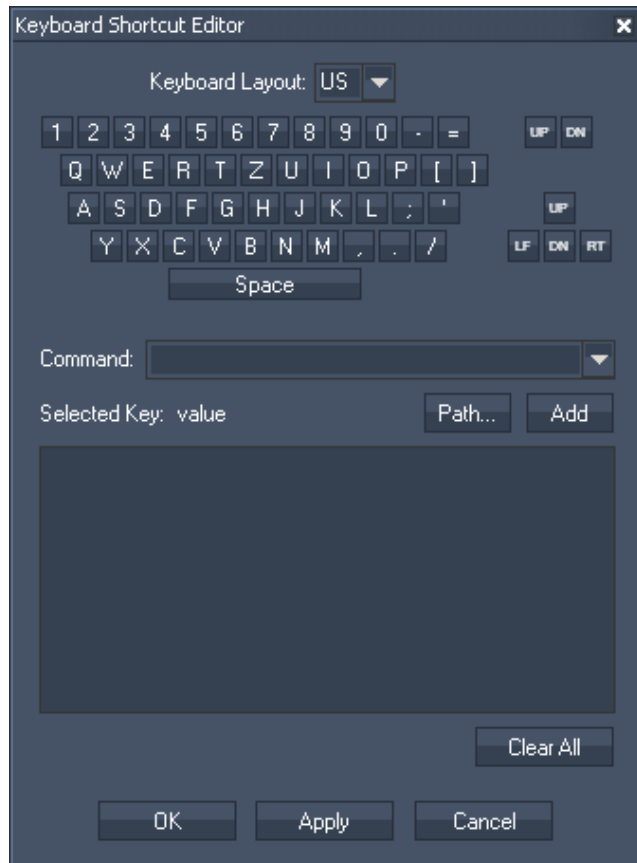 Keyboard Shortcut Editor
Keyboard Layout: US
1 2 3 4 5 6 7 8 9 0 - = UP DN
Q W E R T Z U I O P [ ]
A S D F G H J K L ; ' UP
Y X C V B N M , . / LF DN RT
Space
Command:
Selected Key: value Path... Add
Clear All
OK Apply Cancel